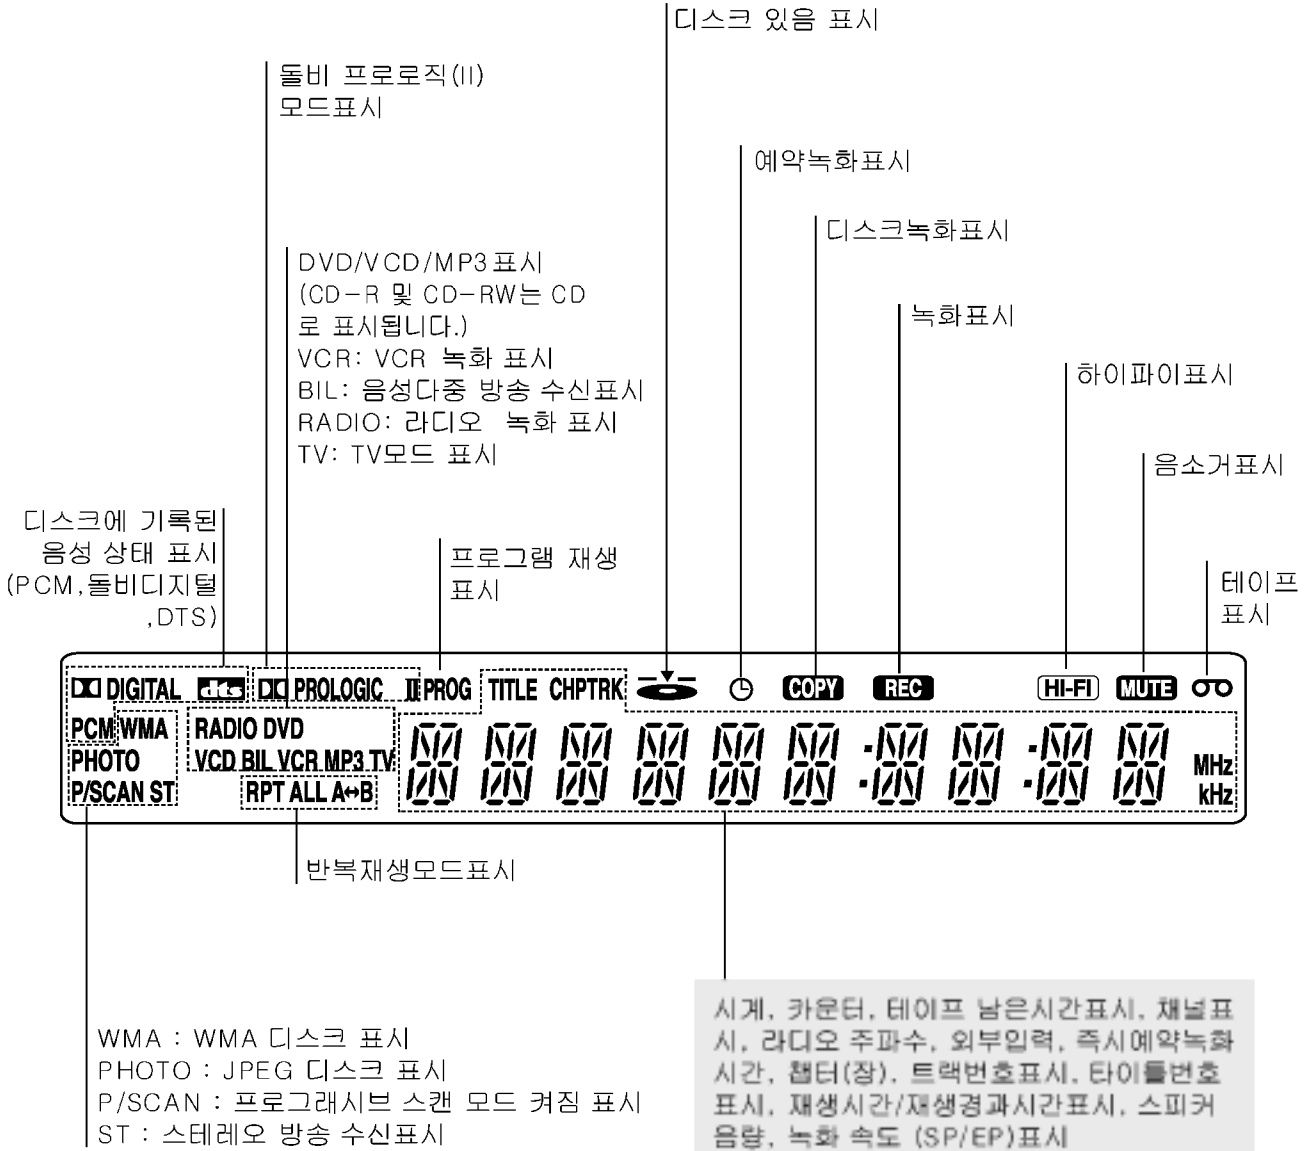 디스크 있음 표시
돌비 프로로직(II)
모드표시
예약녹화표시
디스크녹화표시
DVD/VCD/MP3표시
(CD-R 및 CD-RW는 CD
로 표시됩니다.)
VCR: VCR 녹화 표시
BIL: 음성다중 방송 수신표시
RADIO: 라디오 녹화 표시
TV: TV모드 표시
녹화표시
하이파이표시
음소거표시
디스크에 기록된
음성 상태 표시
(PCM,돌비디지털
,DTS)
프로그램 재생
표시
테이프
표시
DIGITAL dts PROLOGIC II PROG TITLE CHPTRK COPY REC HI-FI MUTE
PCM WMA RADIO DVD
PHOTO VCD BIL VCR MP3 TV MHz
P/SCAN ST RPT ALL A↔B kHz
반복재생모드표시
WMA : WMA 디스크 표시
PHOTO : JPEG 디스크 표시
P/SCAN : 프로그래시브 스캔 모드 켜짐 표시
ST : 스테레오 방송 수신표시
시계, 카운터, 테이프 남은시간표시, 채널표
시, 라디오 주파수, 외부입력, 즉시예약녹화
시간, 챕터(장), 트랙번호표시, 타이틀번호
표시, 재생시간/재생경과시간표시, 스피커
음량, 녹화 속도 (SP/EP)표시